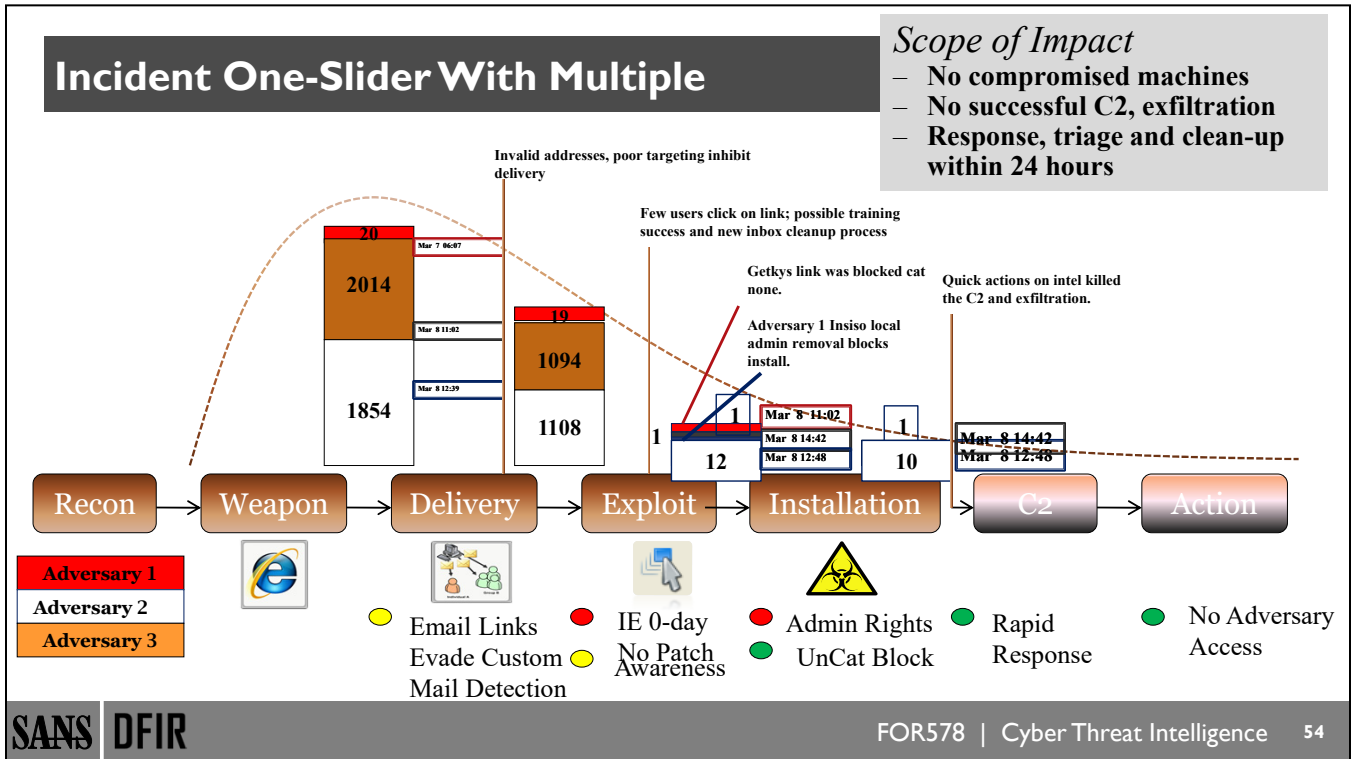 Incident One-Slider With Multiple
Scope of Impact
– No compromised machines
– No successful C2, exfiltration
– Response, triage and clean-up
within 24 hours
Invalid addresses, poor targeting inhibit
delivery
Few users click on link; possible training
success and new inbox cleanup process
Getkys link was blocked cat
none.
Adversary 1 Insiso local
admin removal blocks
install.
Quick actions on intel killed
the C2 and exfiltration.
20
2014
1854
Mar 7 06:07
Mar 8 11:02
Mar 8 12:39
19
1094
1108
1
1
12
Mar 8 11:02
Mar 8 14:42
Mar 8 12:48
1
10
Mar 8 14:42
Mar 8 12:48
Recon
Weapon
Delivery
Exploit
Installation
C2
Action
Adversary 1
Adversary 2
Adversary 3
Email Links
Evade Custom
Mail Detection
IE 0-day
No Patch
Awareness
Admin Rights
UnCat Block
Rapid
Response
No Adversary
Access
SANS DFIR
FOR578 | Cyber Threat Intelligence 54